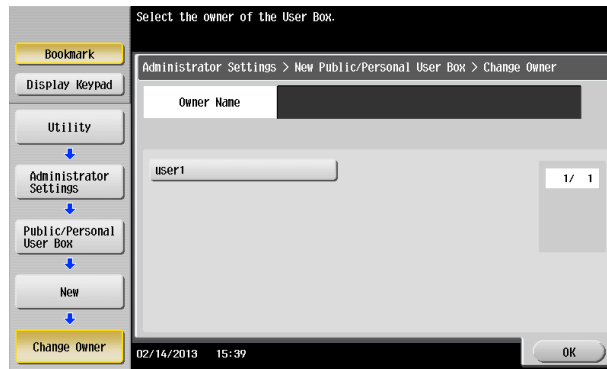 Select the owner of the User Box.
Bookmark
Display Keypad
Utility
Administrator
Settings
Public/Personal
User Box
New
Change Owner
Administrator Settings > New Public/Personal User Box > Change Owner
Owner Name
user1
1/ 1
02/14/2013 15:39
OK